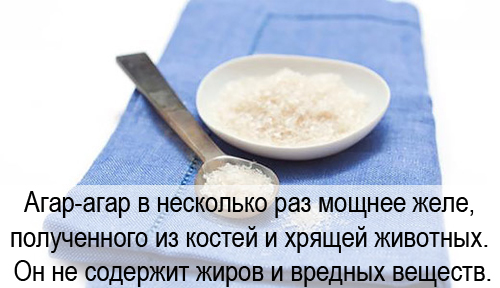 Агар-агар в несколько раз мощнее желе,
полученного из костей и хрящей животных.
Он не содержит жиров и вредных веществ.